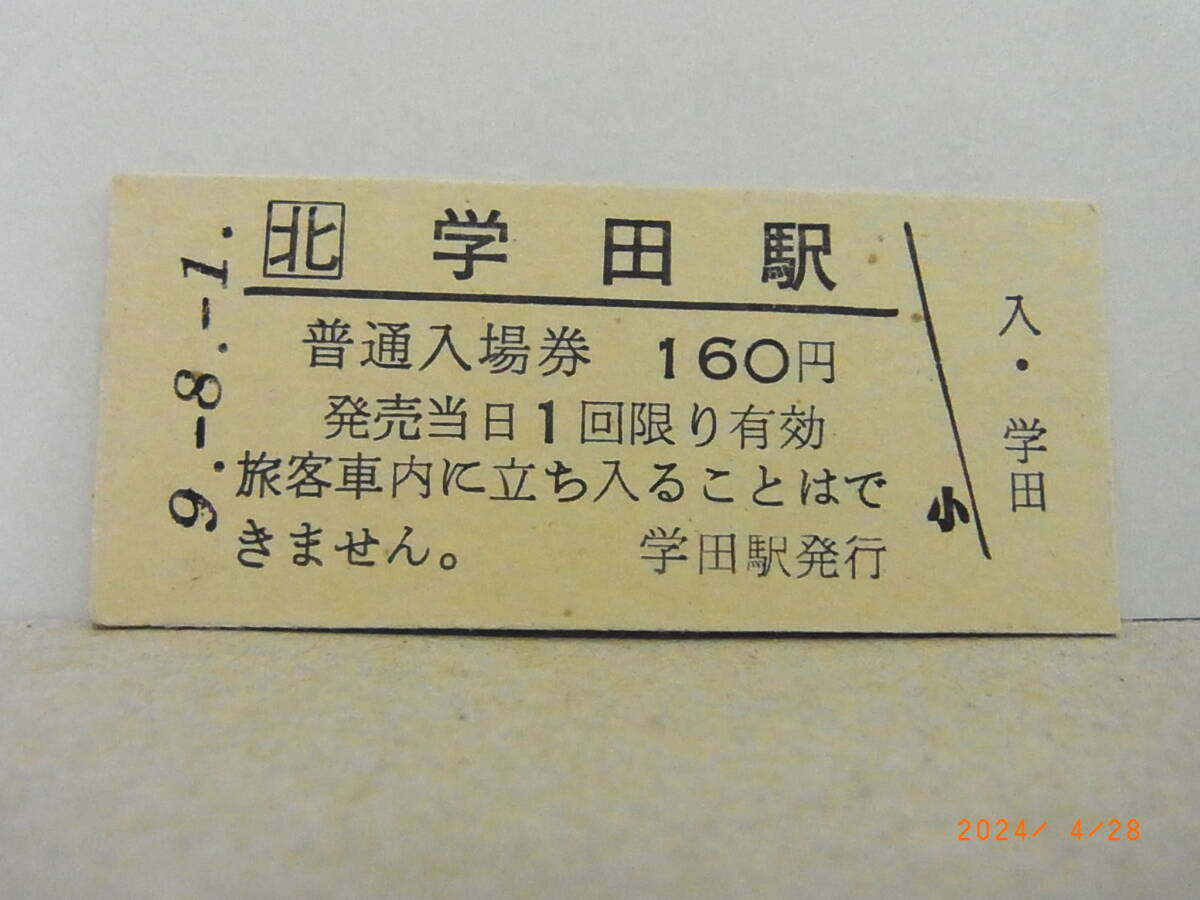 北 学田駅
普通入場券 160円
発売当日1回限り有効
旅客車内に立ち入ることはで
きません。 学田駅発行
9.-8.-1.
小
入・学田
2024/ 4/28